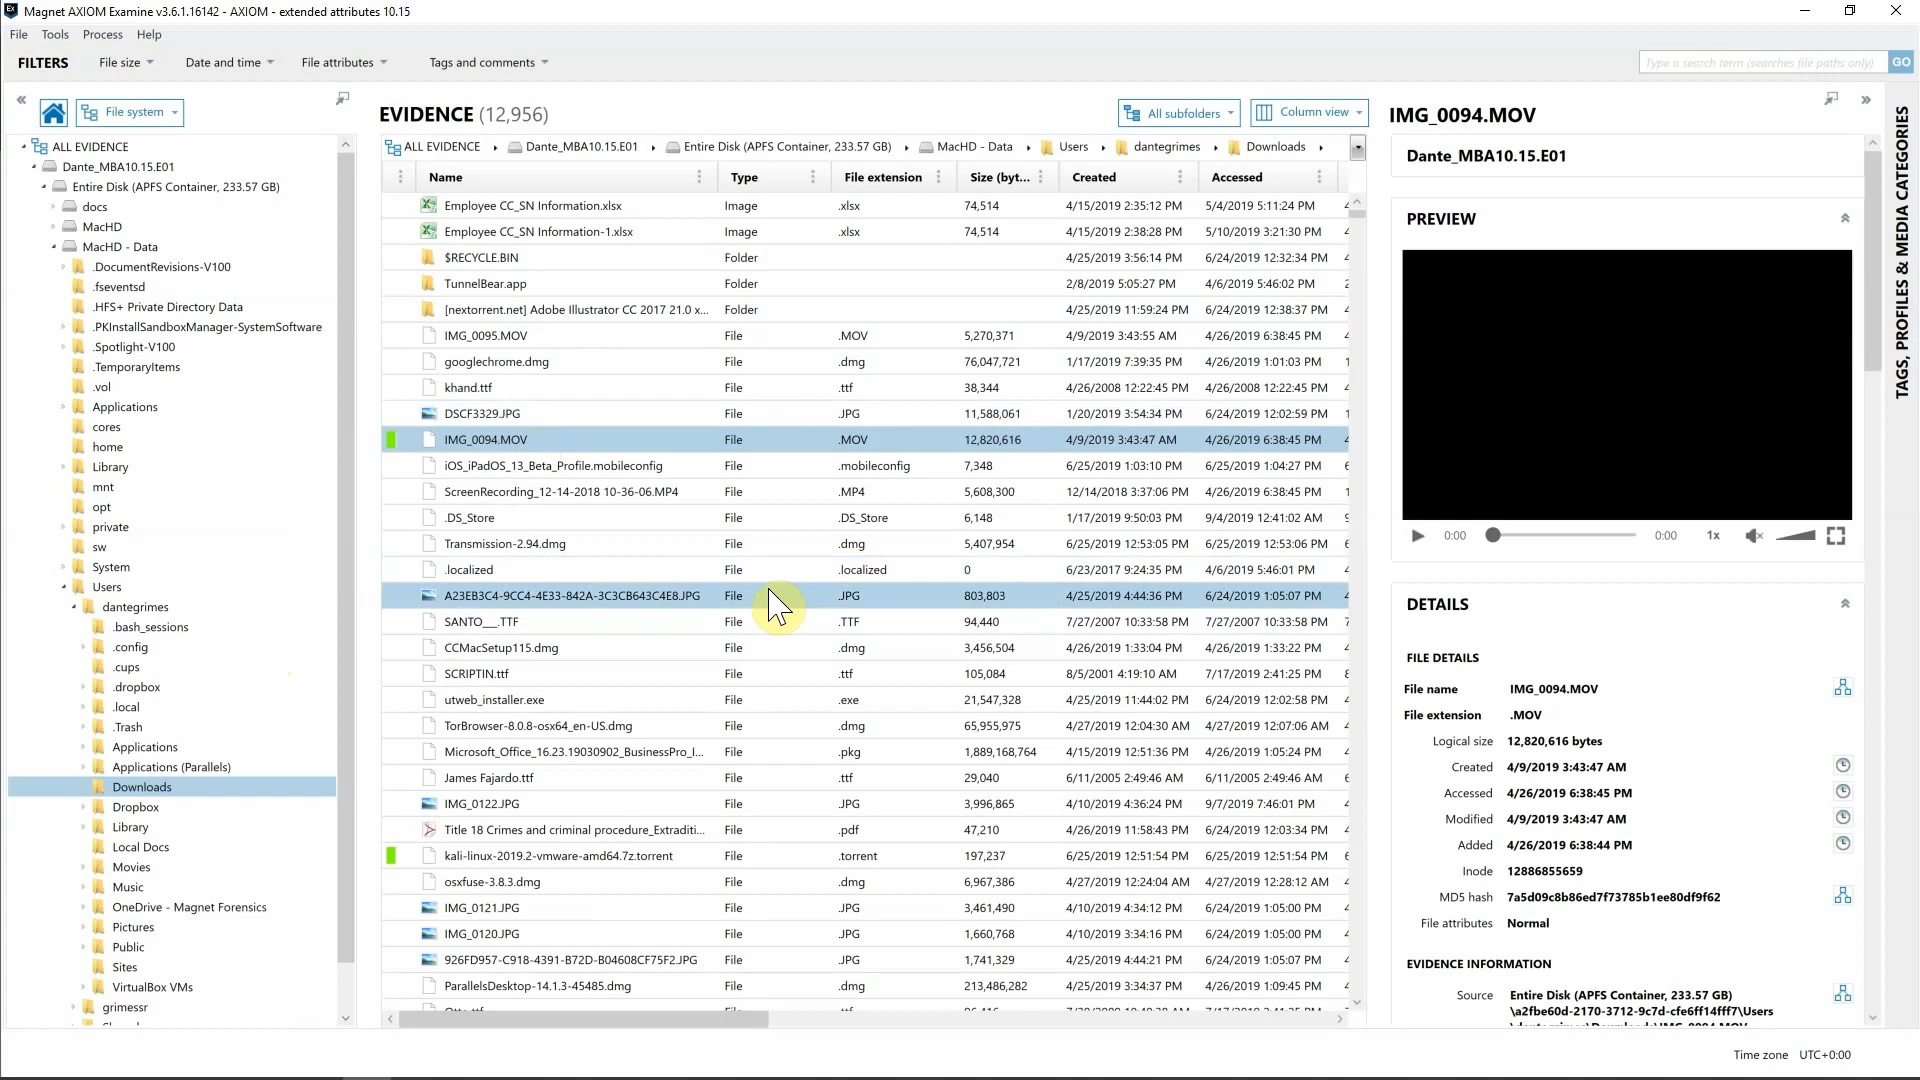 Magnet AXIOM Examine v3.6.1.16142 - AXIOM - extended attributes 10.15
File Tools Process Help
FILTERS File size Date and time File attributes Tags and comments Type a search term (searches file paths only) GO
File system
ALL EVIDENCE
Dante_MBA10.15.E01
Entire Disk (APFS Container, 233.57 GB)
docs
MacHD
MacHD - Data
.DocumentRevisions-V100
.fseventsd
.HFS+ Private Directory Data
.PKInstallSandboxManager-SystemSoftware
.Spotlight-V100
.TemporaryItems
.vol
Applications
cores
home
Library
mnt
opt
private
sw
System
Users
dantegrimes
.bash_sessions
.config
.cups
.dropbox
.local
.Trash
Applications
Applications (Parallels)
Downloads
Dropbox
Library
Local Docs
Movies
Music
OneDrive - Magnet Forensics
Pictures
Public
Sites
VirtualBox VMs
grimessr
EVIDENCE (12,956) All subfolders Column view
ALL EVIDENCE Dante_MBA10.15.E01 Entire Disk (APFS Container, 233.57 GB) MacHD - Data Users dantegrimes Downloads
Name Type File extension Size (byt... Created Accessed
Employee CC_SN Information.xlsx Image .xlsx 74,514 4/15/2019 2:35:12 PM 5/4/2019 5:11:24 PM
Employee CC_SN Information-1.xlsx Image .xlsx 74,514 4/15/2019 2:38:28 PM 5/10/2019 3:21:30 PM
$RECYCLE.BIN Folder 4/25/2019 3:56:14 PM 6/24/2019 12:32:34 PM
TunnelBear.app Folder 2/8/2019 5:05:27 PM 4/6/2019 5:46:02 PM
[nextorrent.net] Adobe Illustrator CC 2017 21.0 x... Folder 4/25/2019 11:59:24 PM 6/24/2019 12:38:37 PM
IMG_0095.MOV File .MOV 5,270,371 4/9/2019 3:43:55 AM 4/26/2019 6:38:45 PM
googlechrome.dmg File .dmg 76,047,721 1/17/2019 7:39:35 PM 4/26/2019 1:01:03 PM
khand.ttf File .ttf 38,344 4/26/2008 12:22:45 PM 4/26/2008 12:22:45 PM
DSCF3329.JPG File .JPG 11,588,061 1/20/2019 3:54:34 PM 6/24/2019 12:02:59 PM
IMG_0094.MOV File .MOV 12,820,616 4/9/2019 3:43:47 AM 4/26/2019 6:38:45 PM
iOS_iPadOS_13_Beta_Profile.mobileconfig File .mobileconfig 7,348 6/25/2019 1:03:10 PM 6/25/2019 1:04:27 PM
ScreenRecording_12-14-2018 10-36-06.MP4 File .MP4 5,608,300 12/14/2018 3:37:06 PM 4/26/2019 6:38:45 PM
.DS_Store File .DS_Store 6,148 1/17/2019 9:50:03 PM 9/4/2019 12:41:02 AM
Transmission-2.94.dmg File .dmg 5,407,954 6/25/2019 12:53:05 PM 6/25/2019 12:53:06 PM
.localized File .localized 0 6/23/2017 9:24:35 PM 4/6/2019 5:46:01 PM
A23EB3C4-9CC4-4E33-842A-3C3CB643C4E8.JPG File .JPG 803,803 4/25/2019 4:44:36 PM 6/24/2019 1:05:07 PM
SANTO___.TTF File .TTF 94,440 7/27/2007 10:33:58 PM 7/27/2007 10:33:58 PM
CCMacSetup115.dmg File .dmg 3,456,504 4/26/2019 1:33:04 PM 4/26/2019 1:33:22 PM
SCRIPTIN.ttf File .ttf 105,084 8/5/2001 4:19:10 AM 7/17/2019 2:41:25 PM
utweb_installer.exe File .exe 21,547,328 4/25/2019 11:44:02 PM 6/24/2019 12:02:58 PM
TorBrowser-8.0.8-osx64_en-US.dmg File .dmg 65,955,975 4/27/2019 12:04:30 AM 4/27/2019 12:07:06 AM
Microsoft_Office_16.23.19030902_BusinessPro_I... File .pkg 1,889,168,764 4/15/2019 12:51:36 PM 4/26/2019 1:05:24 PM
James Fajardo.ttf File .ttf 29,040 6/11/2005 2:49:46 AM 6/11/2005 2:49:46 AM
IMG_0122.JPG File .JPG 3,996,865 4/10/2019 4:36:24 PM 9/7/2019 7:46:01 PM
Title 18 Crimes and criminal procedure_Extraditi... File .pdf 47,210 4/26/2019 11:58:43 PM 6/24/2019 12:03:34 PM
kali-linux-2019.2-vmware-amd64.7z.torrent File .torrent 197,237 6/25/2019 12:51:54 PM 6/25/2019 12:51:54 PM
osxfuse-3.8.3.dmg File .dmg 6,967,386 4/27/2019 12:24:04 AM 4/27/2019 12:28:12 AM
IMG_0121.JPG File .JPG 3,461,490 4/10/2019 4:34:12 PM 6/24/2019 1:05:00 PM
IMG_0120.JPG File .JPG 1,660,768 4/10/2019 3:34:16 PM 6/24/2019 1:05:00 PM
926FD957-C918-4391-B72D-B04608CF75F2.JPG File .JPG 1,741,329 4/25/2019 4:44:21 PM 6/24/2019 1:05:07 PM
ParallelsDesktop-14.1.3-45485.dmg File .dmg 213,486,282 4/25/2019 3:34:37 PM 4/26/2019 1:09:45 PM
IMG_0094.MOV
Dante_MBA10.15.E01
PREVIEW
0:00 0:00 1x
DETAILS
FILE DETAILS
File name IMG_0094.MOV
File extension .MOV
Logical size 12,820,616 bytes
Created 4/9/2019 3:43:47 AM
Accessed 4/26/2019 6:38:45 PM
Modified 4/9/2019 3:43:47 AM
Added 4/26/2019 6:38:44 PM
Inode 12886855659
MD5 hash 7a5d09c8b86ed7f73785b1ee80df9f62
File attributes Normal
EVIDENCE INFORMATION
Source Entire Disk (APFS Container, 233.57 GB)
\a2fbe60d-2170-3712-9c7d-cfe6ff14fff7\Users
TAGS, PROFILES & MEDIA CATEGORIES
Time zone UTC+0:00